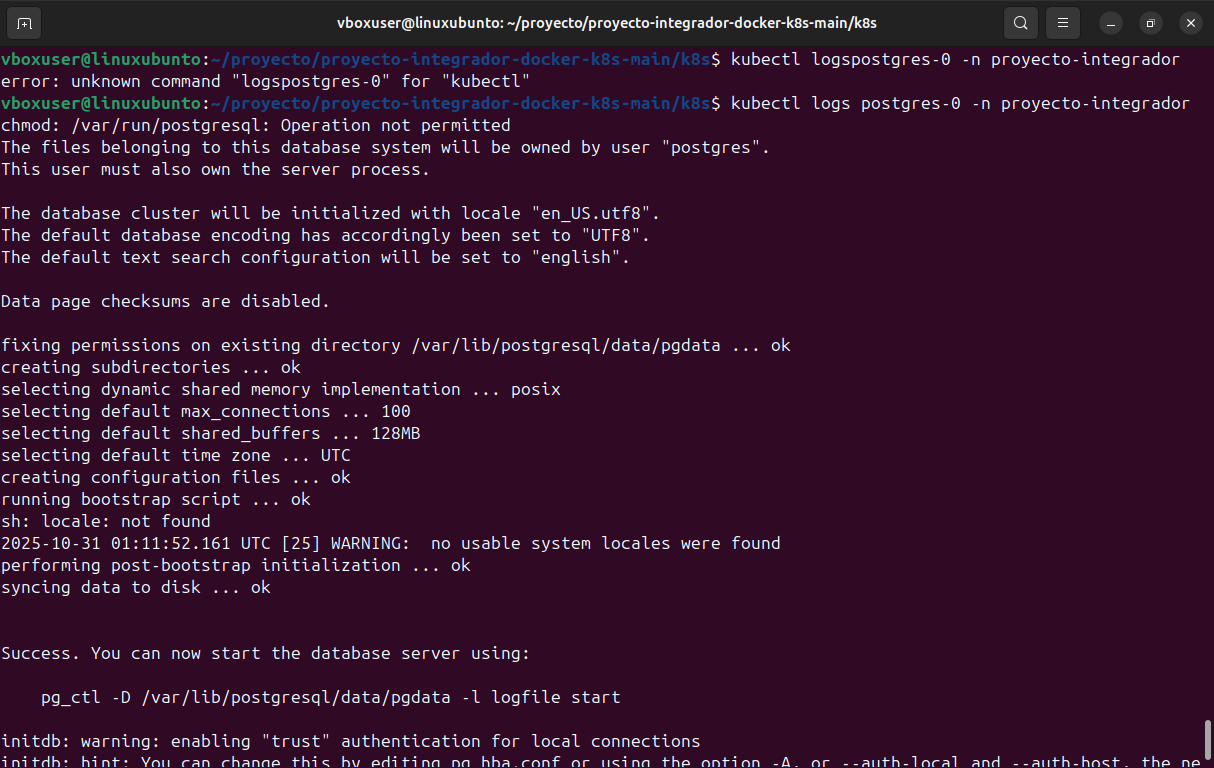 vboxuser@linuxubunto: ~/proyecto/proyecto-integrador-docker-k8s-main/k8s
vboxuser@linuxubunto:~/proyecto/proyecto-integrador-docker-k8s-main/k8s$ kubectl logspostgres-0 -n proyecto-integrador
error: unknown command "logspostgres-0" for "kubectl"
vboxuser@linuxubunto:~/proyecto/proyecto-integrador-docker-k8s-main/k8s$ kubectl logs postgres-0 -n proyecto-integrador
chmod: /var/run/postgresql: Operation not permitted
The files belonging to this database system will be owned by user "postgres".
This user must also own the server process.
The database cluster will be initialized with locale "en_US.utf8".
The default database encoding has accordingly been set to "UTF8".
The default text search configuration will be set to "english".
Data page checksums are disabled.
fixing permissions on existing directory /var/lib/postgresql/data/pgdata ... ok
creating subdirectories ... ok
selecting dynamic shared memory implementation ... posix
selecting default max_connections ... 100
selecting default shared_buffers ... 128MB
selecting default time zone ... UTC
creating configuration files ... ok
running bootstrap script ... ok
sh: locale: not found
2025-10-31 01:11:52.161 UTC [25] WARNING:  no usable system locales were found
performing post-bootstrap initialization ... ok
syncing data to disk ... ok
Success. You can now start the database server using:
pg_ctl -D /var/lib/postgresql/data/pgdata -l logfile start
initdb: warning: enabling "trust" authentication for local connections
initdb: hint: You can change this by editing pg_hba.conf or using the option -A, or --auth-local and --auth-host, the ne